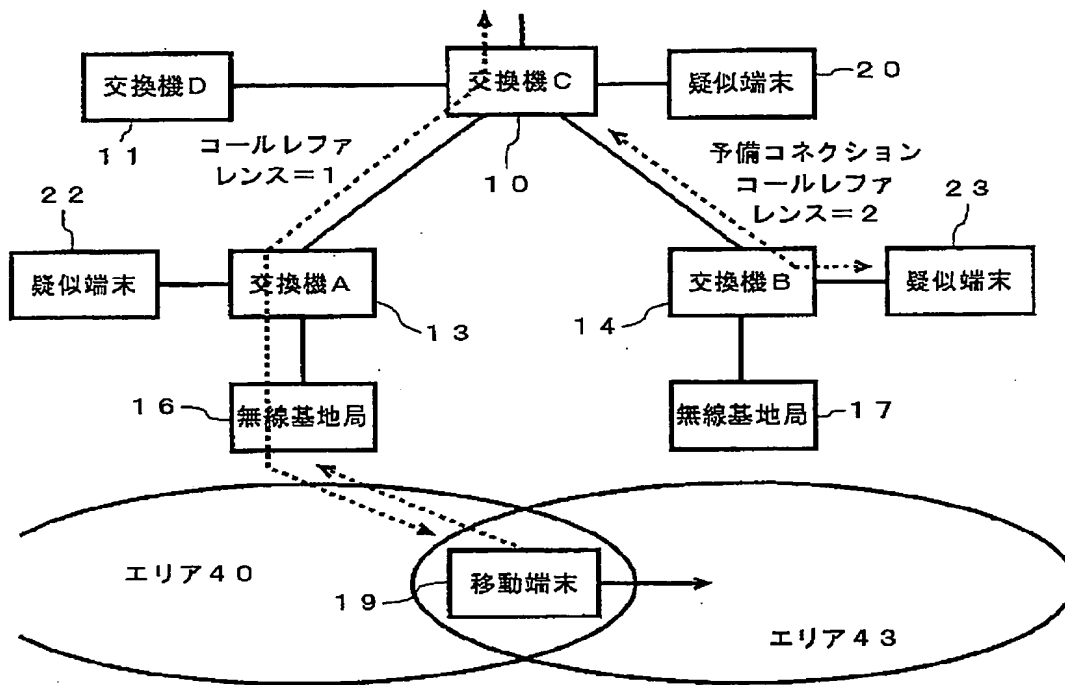 交換機D
交換機C
疑似端末
20
11
コールレファ
レンス=1
10
予備コネクション
コールレファ
レンス=2
22
23
疑似端末
交換機A
交換機B
疑似端末
13
14
16
無線基地局
無線基地局
17
エリア40
19
移動端末
エリア43